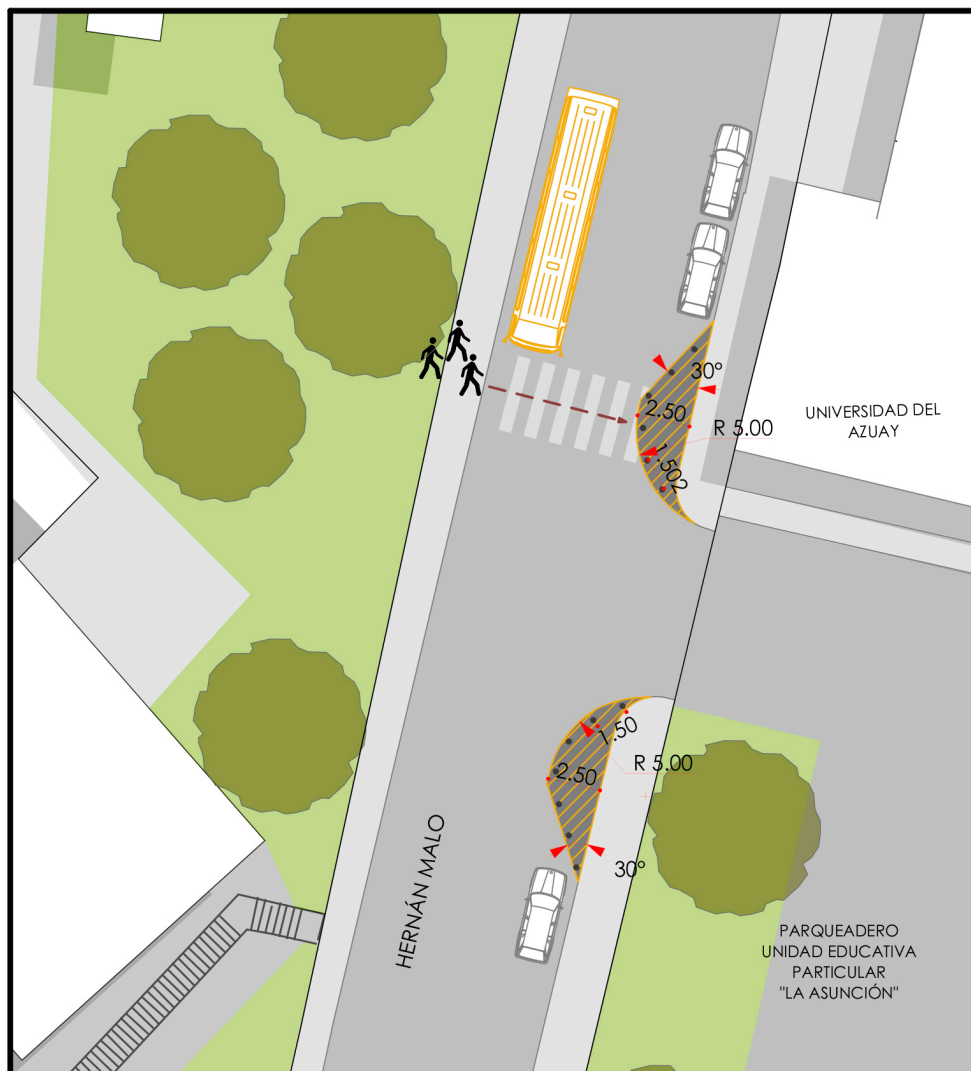 30°
2.50
R 5.00
1.502
UNIVERSIDAD DEL
AZUAY
1.50
R 5.00
2.50
30°
HERNÁN MALO
PARQUEADERO
UNIDAD EDUCATIVA
PARTICULAR
"LA ASUNCIÓN"